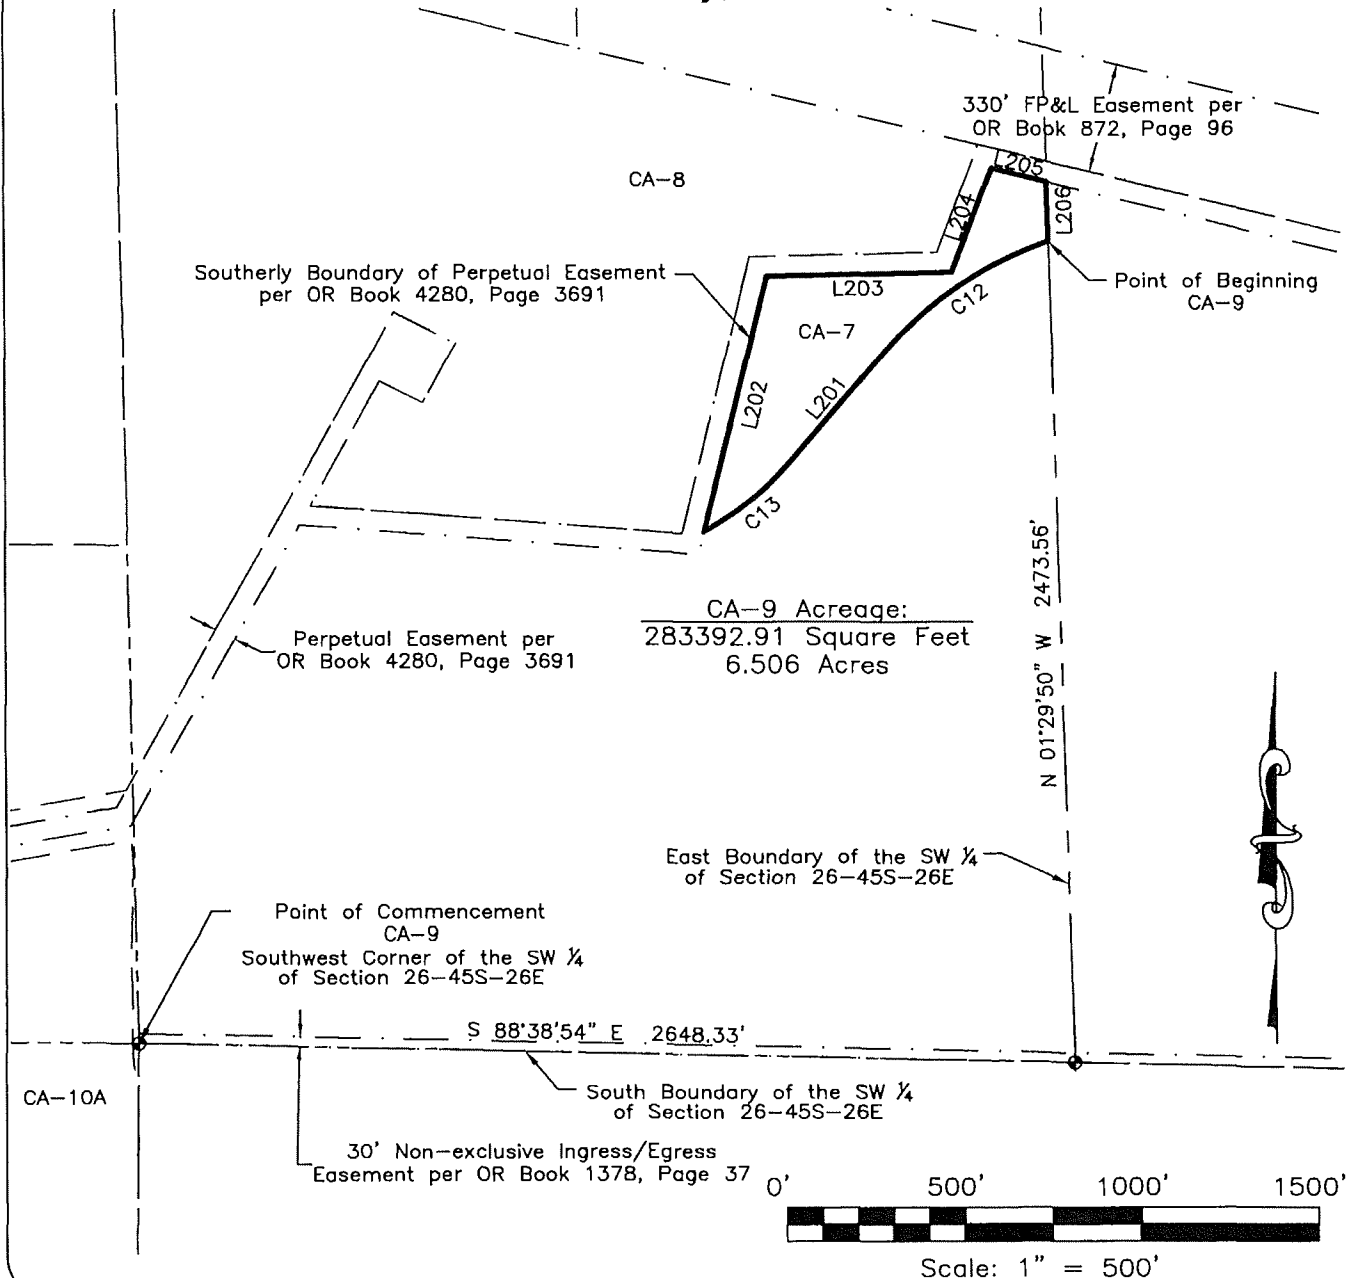 330' FP&L Easement per
OR Book 872, Page 96
L205
CA-8
L204
L206
Southerly Boundary of Perpetual Easement
per OR Book 4280, Page 3691
L203
C12
Point of Beginning
CA-9
CA-7
L202
L201
C13
N 01°29'50" W 2473.56'
CA-9 Acreage:
283392.91 Square Feet
6.506 Acres
Perpetual Easement per
OR Book 4280, Page 3691
East Boundary of the SW ¼
of Section 26-45S-26E
Point of Commencement
CA-9
Southwest Corner of the SW ¼
of Section 26-45S-26E
S 88°38'54" E 2648.33'
CA-10A
South Boundary of the SW ¼
of Section 26-45S-26E
30' Non-exclusive Ingress/Egress
Easement per OR Book 1378, Page 37
0' 500' 1000' 1500'
Scale: 1" = 500'